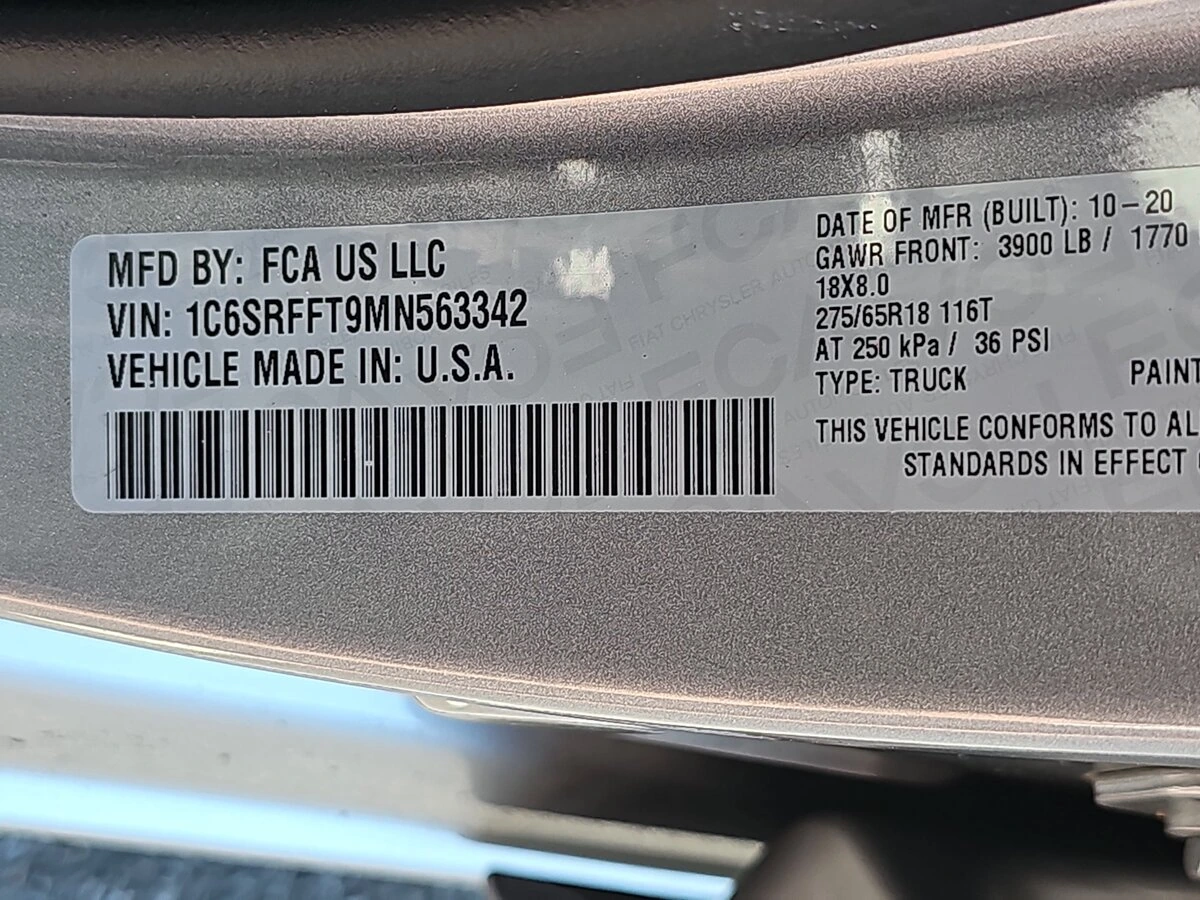 MFD BY: FCA US LLC
VIN: 1C6SRFFT9MN563342
VEHICLE MADE IN: U.S.A.
DATE OF MFR (BUILT): 10-20
GAWR FRONT: 3900 LB / 1770
18X8.0
275/65R18 116T
AT 250 kPa / 36 PSI
TYPE: TRUCK PAINT
THIS VEHICLE CONFORMS TO AL
STANDARDS IN EFFECT